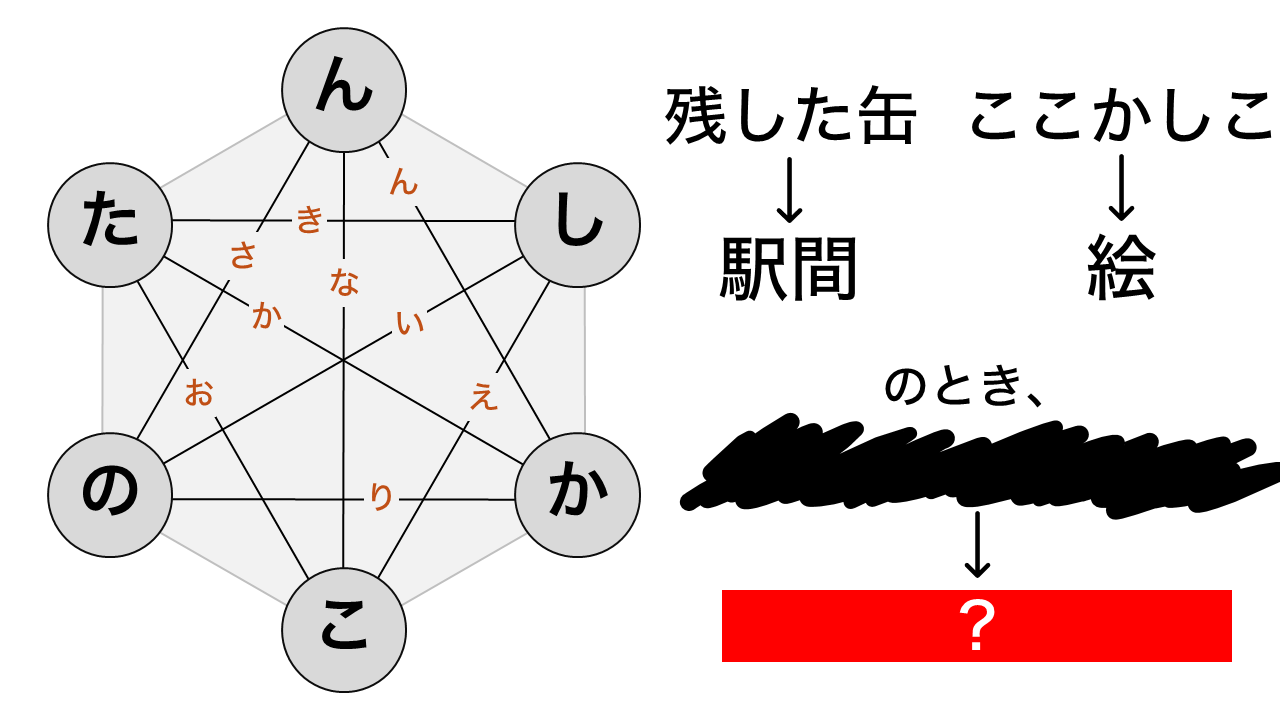 ん
た
し
の
か
こ
ん
き
さ
な
か
い
お
え
り
残した缶 ここかしこ
駅間 絵
のとき、
?